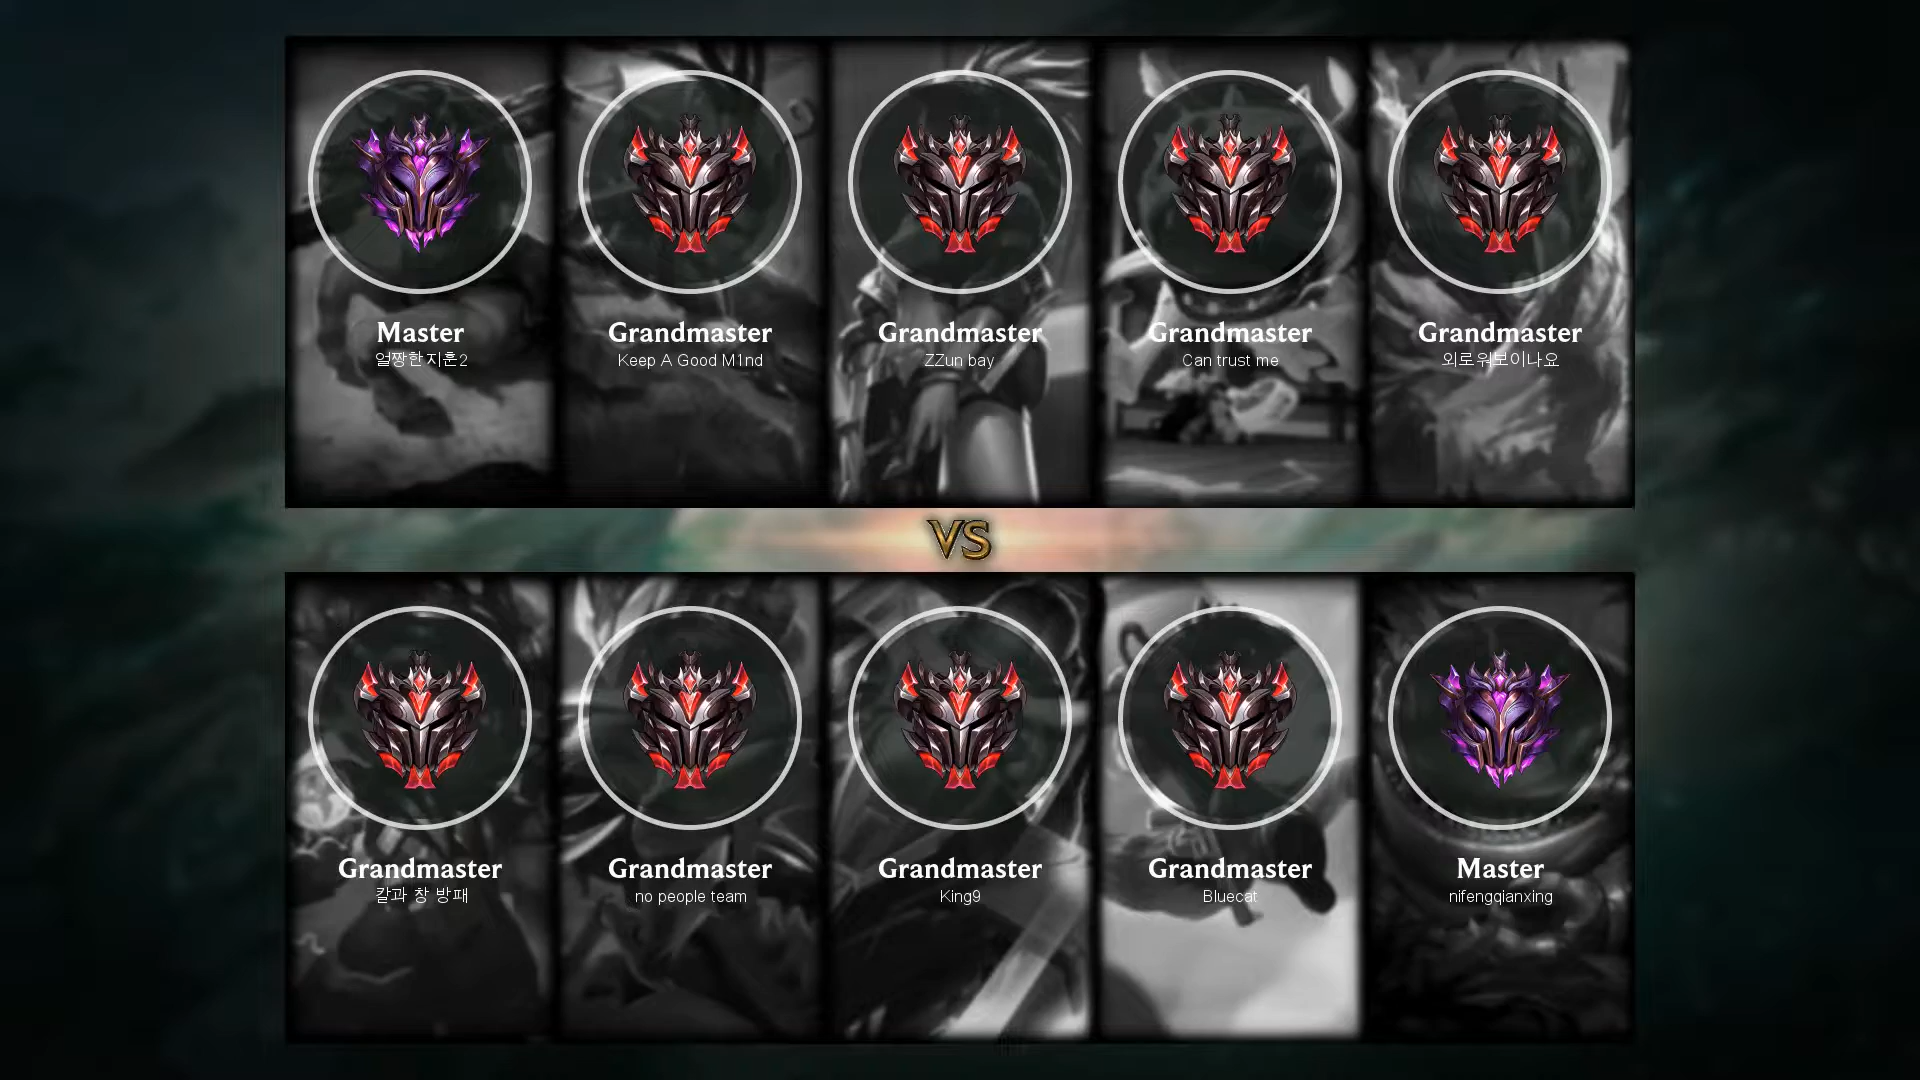 Master
얼짱한지훈2
Grandmaster
Keep A Good M1nd
Grandmaster
ZZun bay
Grandmaster
Can trust me
Grandmaster
외로워보이나요
VS
Grandmaster
칼과 창 방패
Grandmaster
no people team
Grandmaster
King9
Grandmaster
Bluecat
Master
nifengqianxing